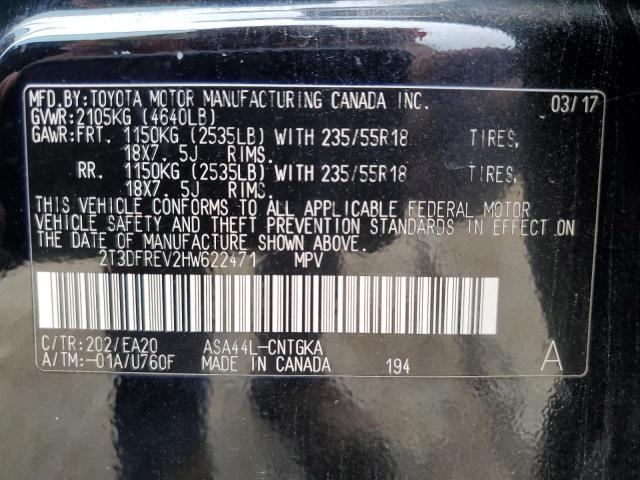 MFD.BY:TOYOTA MOTOR MANUFACTURING CANADA INC. 03/17
GVWR:2105KG (4640LB)
GAWR:FRT. 1150KG (2535LB) WITH 235/55R18 TIRES,
18X7.5J RIMS.
RR. 1150KG (2535LB) WITH 235/55R18 TIRES,
18X7.5J RIMS.
THIS VEHICLE CONFORMS TO ALL APPLICABLE FEDERAL MOTOR
VEHICLE SAFETY AND THEFT PREVENTION STANDARDS IN EFFECT ON
THE DATE OF MANUFACTURE SHOWN ABOVE.
2T3DFREV2HW622471 MPV
C/TR:202/EA20 ASA44L-CNTGKA
A/TM:-01A/U760F MADE IN CANADA 194 A